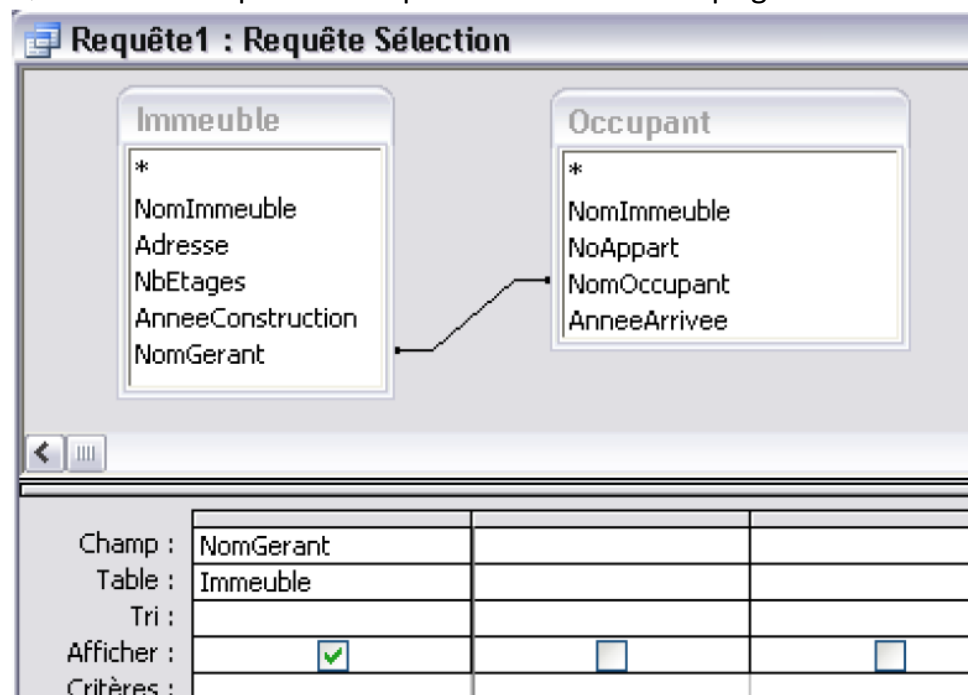 Requête1 : Requête Sélection
Immeuble
*
NomImmeuble
Adresse
NbEtages
AnneeConstruction
NomGerant
Occupant
*
NomImmeuble
NoAppart
NomOccupant
AnneeArrivee
Champ : NomGerant
Table : Immeuble
Tri :
Afficher :
Critères :